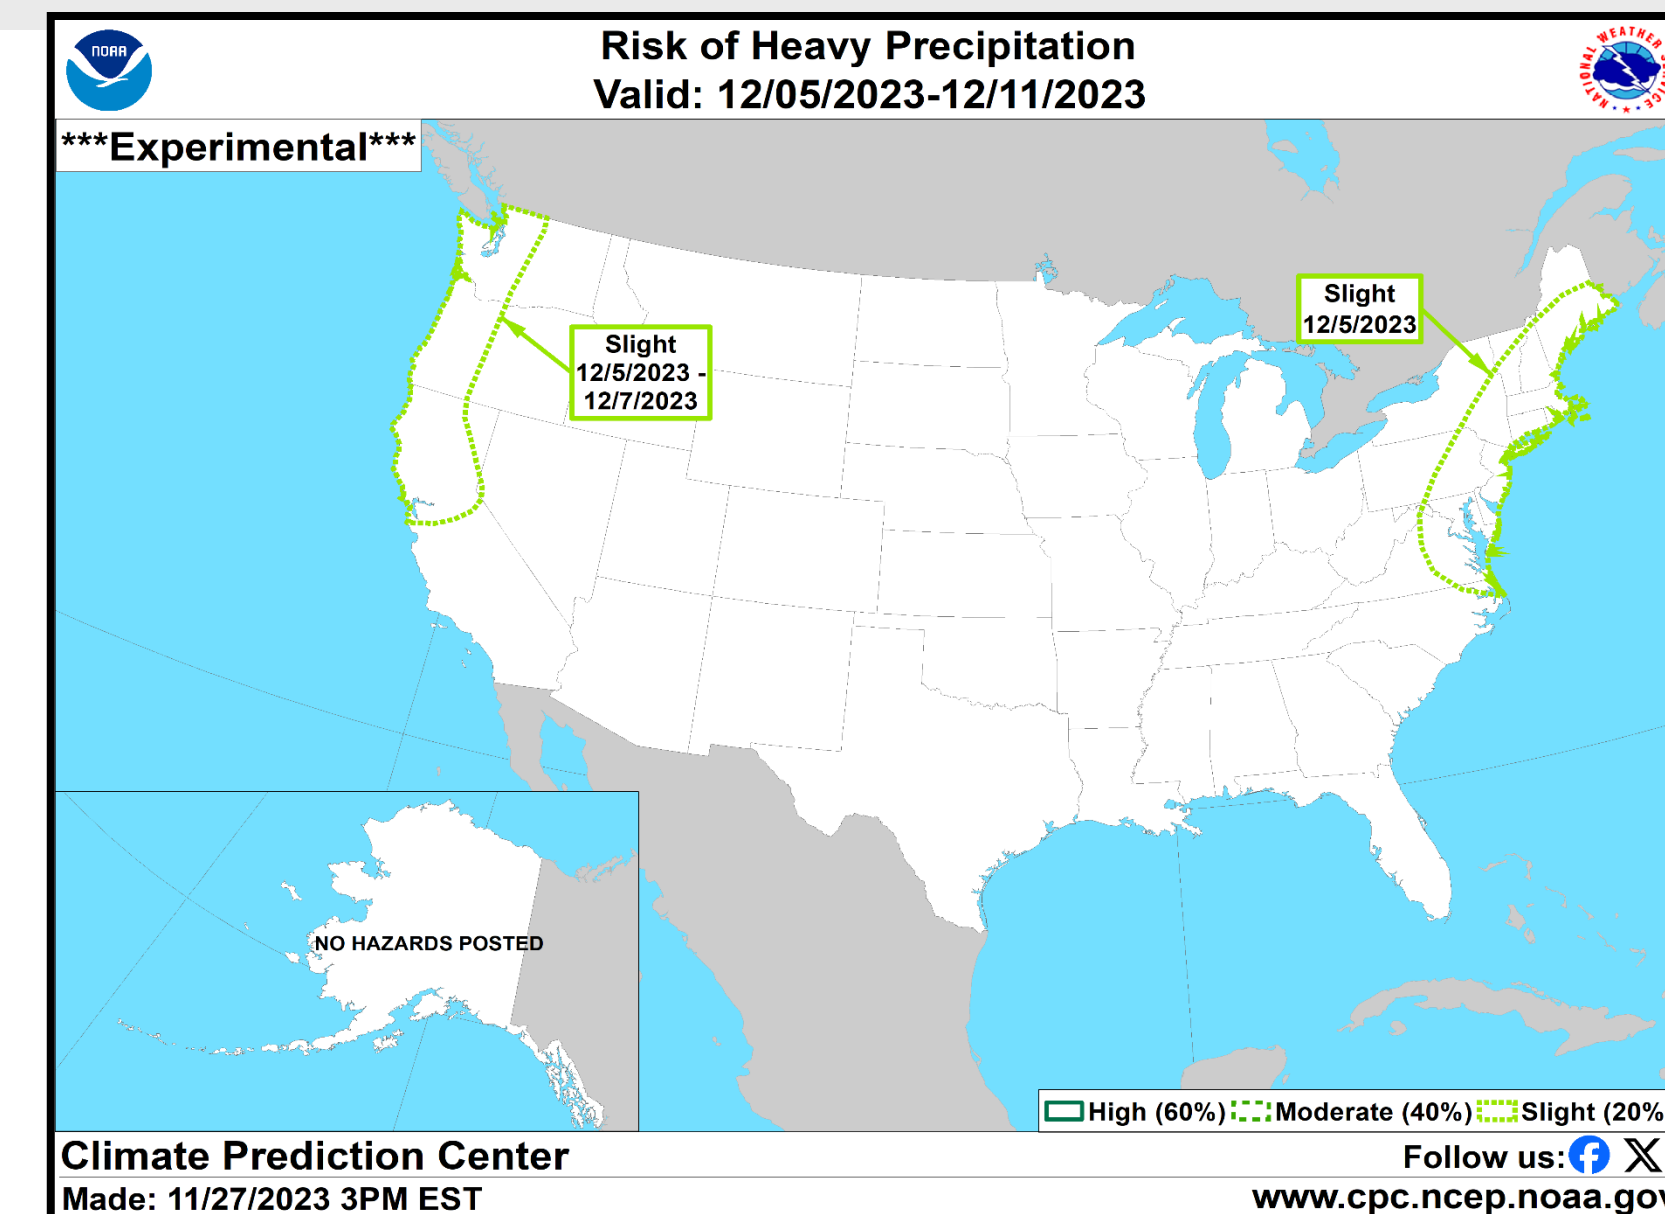 NOAA
Risk of Heavy Precipitation
Valid: 12/05/2023-12/11/2023
NATIONAL WEATHER
***Experimental***
Slight
12/5/2023 -
12/7/2023
Slight
12/5/2023
NO HAZARDS POSTED
High (60%) Moderate (40%) Slight (20%
Climate Prediction Center
Follow us:
Made: 11/27/2023 3PM EST
www.cpc.ncep.noaa.gov